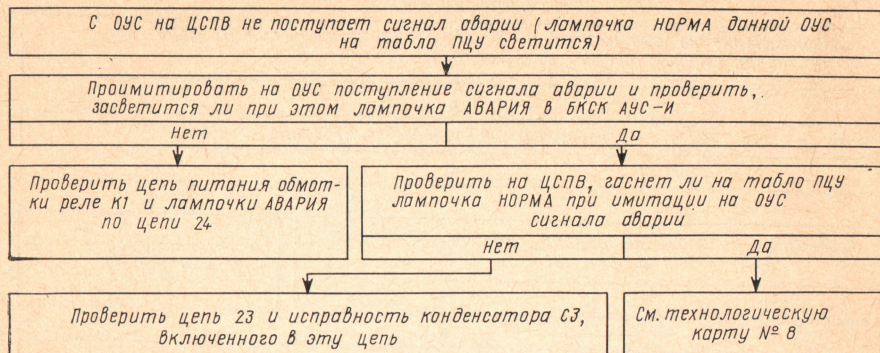 С ОУС на ЦСПВ не поступает сигнал аварии (лампочка НОРМА данной ОУС
на табло ПЦУ светится)
Проимитировать на ОУС поступление сигнала аварии и проверить,
засветится ли при этом лампочка АВАРИЯ в БКСК АУС-И
Нет
Да
Проверить цепь питания обмот-
ки реле К1 и лампочки АВАРИЯ
по цепи 24
Проверить на ЦСПВ, гаснет ли на табло ПЦУ
лампочка НОРМА при имитации на ОУС
сигнала аварии
Нет
Да
Проверить цепь 23 и исправность конденсатора С3,
включенного в эту цепь
См. технологическую
карту № 8